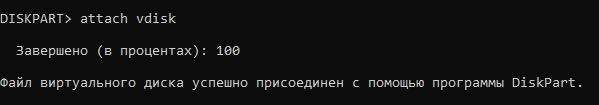 DISKPART> attach vdisk
Завершено (в процентах): 100
Файл виртуального диска успешно присоединен с помощью программы DiskPart.